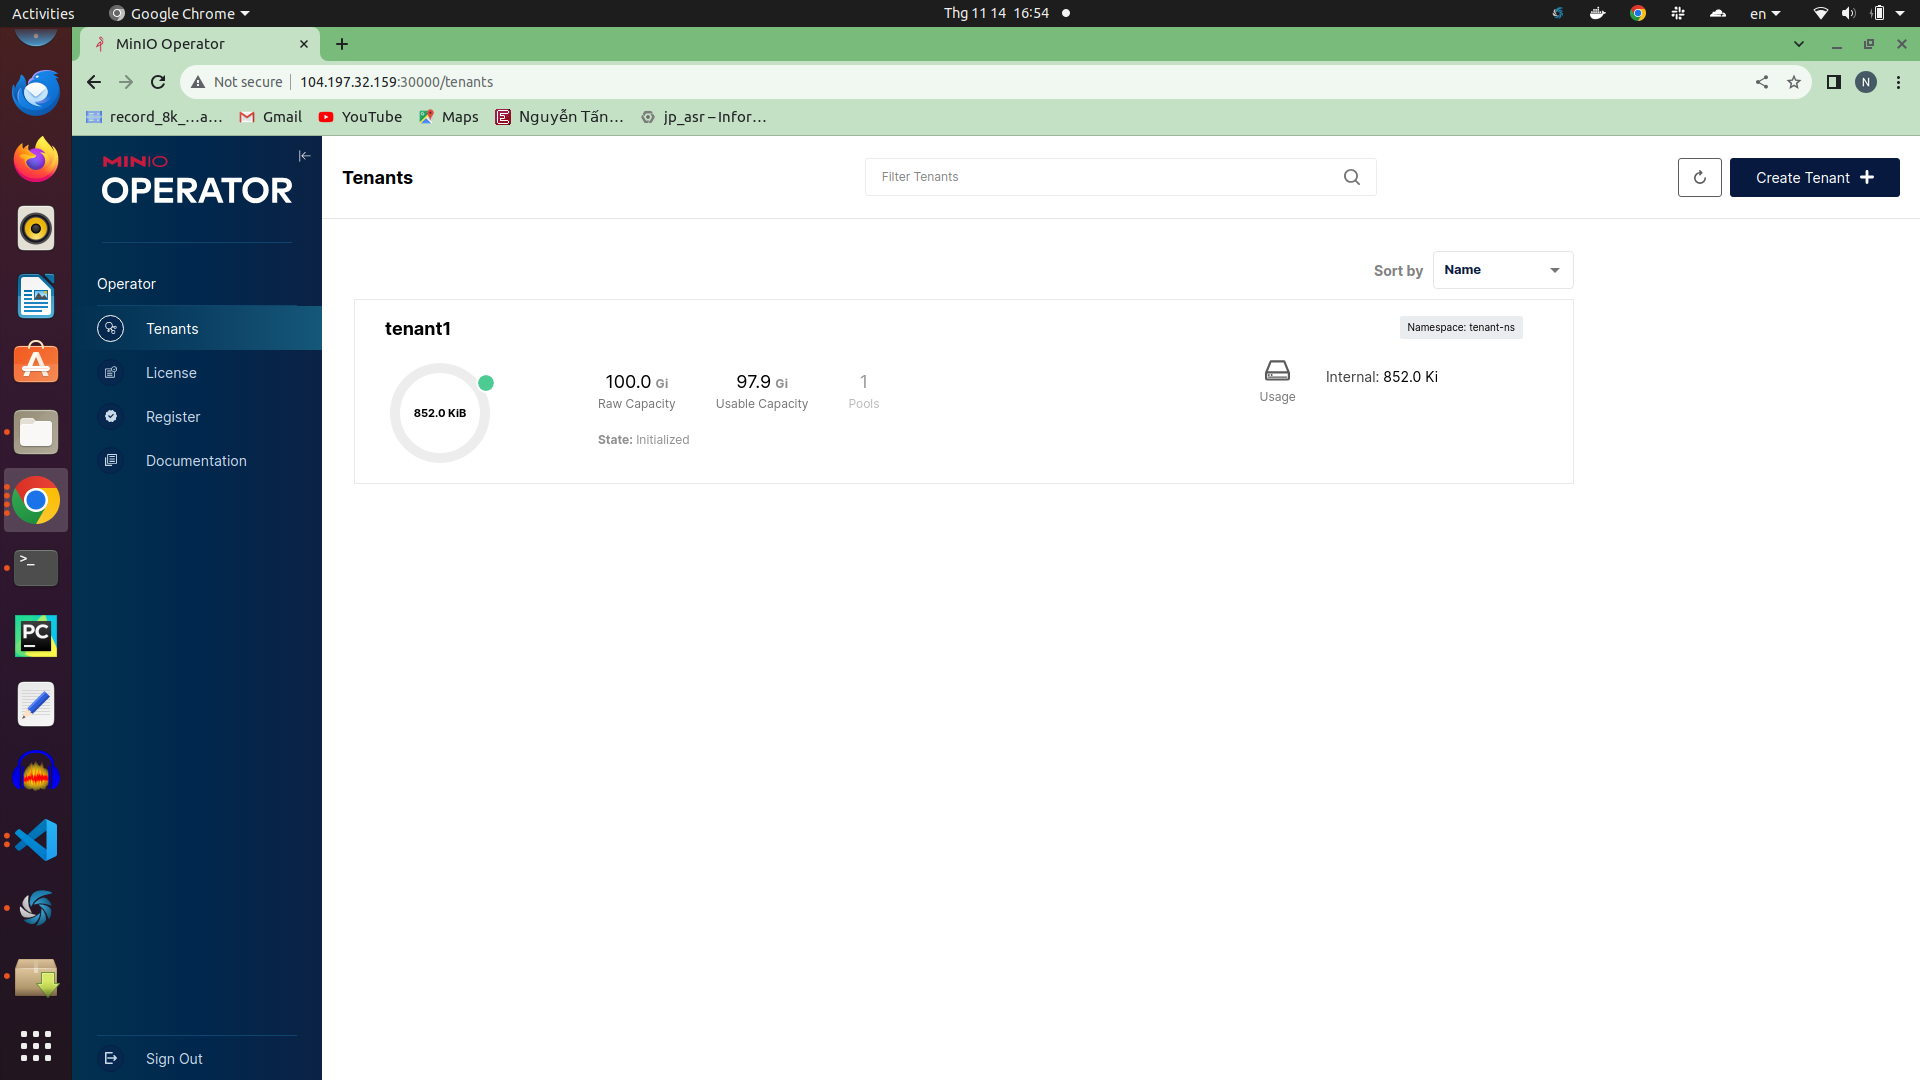 Activities
Google Chrome
Thg 11 14 16:54
en
MinIO Operator
Not secure
104.197.32.159:30000/tenants
N
record_8k_...a...
Gmail
YouTube
Maps
Nguyễn Tấn...
jp_asr – Infor...
MINIO
OPERATOR
Operator
Tenants
License
Register
Documentation
Sign Out
Tenants
Filter Tenants
Create Tenant
Sort by
Name
tenant1
Namespace: tenant-ns
852.0 KiB
100.0 Gi
Raw Capacity
97.9 Gi
Usable Capacity
1
Pools
State: Initialized
Usage
Internal: 852.0 Ki
>_
PC